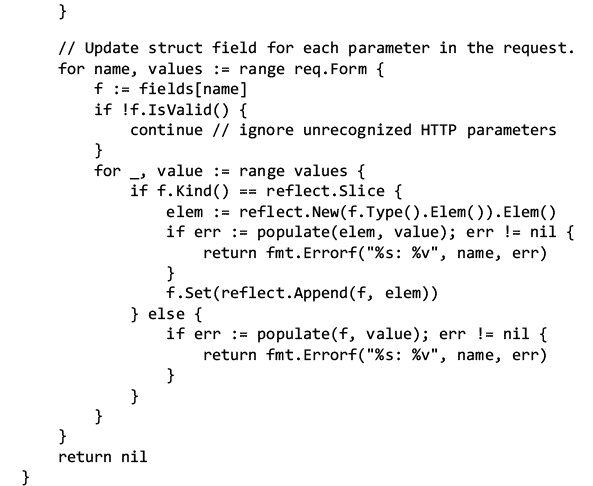 }

    // Update struct field for each parameter in the request.
    for name, values := range req.Form {
        f := fields[name]
        if !f.IsValid() {
            continue // ignore unrecognized HTTP parameters
        }
        for _, value := range values {
            if f.Kind() == reflect.Slice {
                elem := reflect.New(f.Type().Elem()).Elem()
                if err := populate(elem, value); err != nil {
                    return fmt.Errorf("%s: %v", name, err)
                }
                f.Set(reflect.Append(f, elem))
            } else {
                if err := populate(f, value); err != nil {
                    return fmt.Errorf("%s: %v", name, err)
                }
            }
        }
    }
    return nil
}